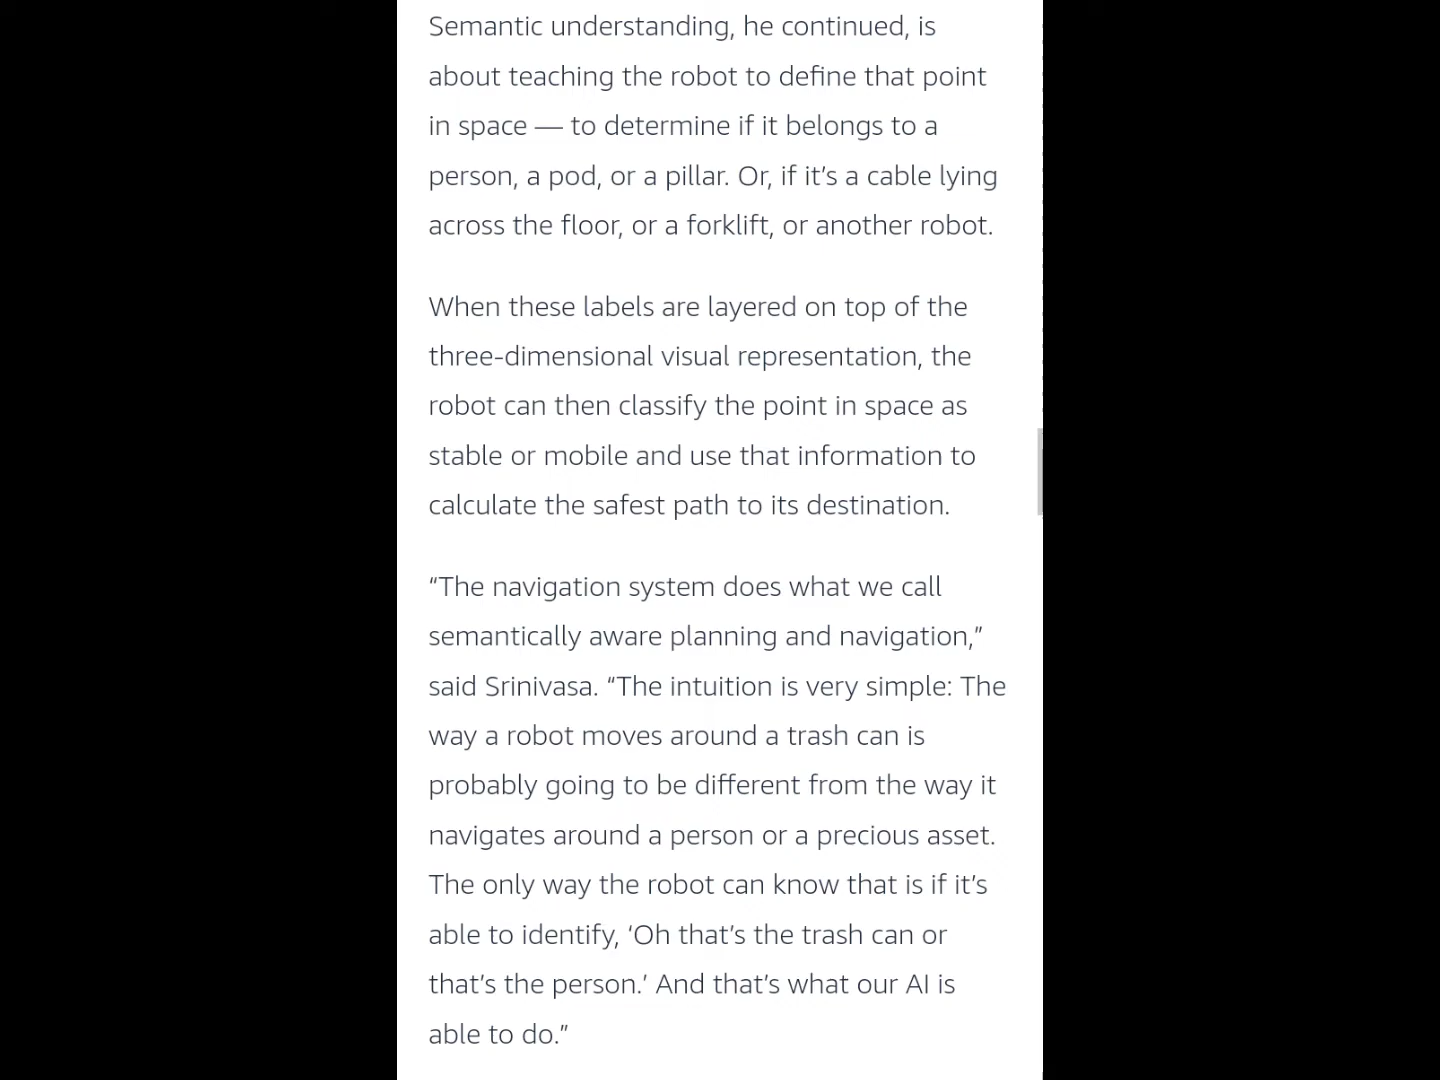 Semantic understanding, he continued, is
about teaching the robot to define that point
in space — to determine if it belongs to a
person, a pod, or a pillar. Or, if it’s a cable lying
across the floor, or a forklift, or another robot.
When these labels are layered on top of the
three-dimensional visual representation, the
robot can then classify the point in space as
stable or mobile and use that information to
calculate the safest path to its destination.
“The navigation system does what we call
semantically aware planning and navigation,”
said Srinivasa. “The intuition is very simple: The
way a robot moves around a trash can is
probably going to be different from the way it
navigates around a person or a precious asset.
The only way the robot can know that is if it’s
able to identify, ‘Oh that’s the trash can or
that’s the person.’ And that’s what our AI is
able to do.”